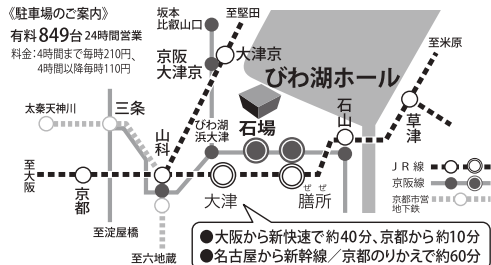 《駐車場のご案内》
有料849台 24時間営業
料金:4時間まで毎時210円、
4時間以降毎時110円
坂本
比叡山口
至堅田
京阪
大津京
大津京
びわ湖ホール
至米原
太秦天神川
三条
山科
びわ湖
浜大津
石場
石山
草津
至大阪
京都
大津
ぜぜ
膳所
JR線
京阪線
京都市営
地下鉄
至淀屋橋
至六地蔵
●大阪から新快速で約40分、京都から約10分
●名古屋から新幹線/京都のりかえで約60分